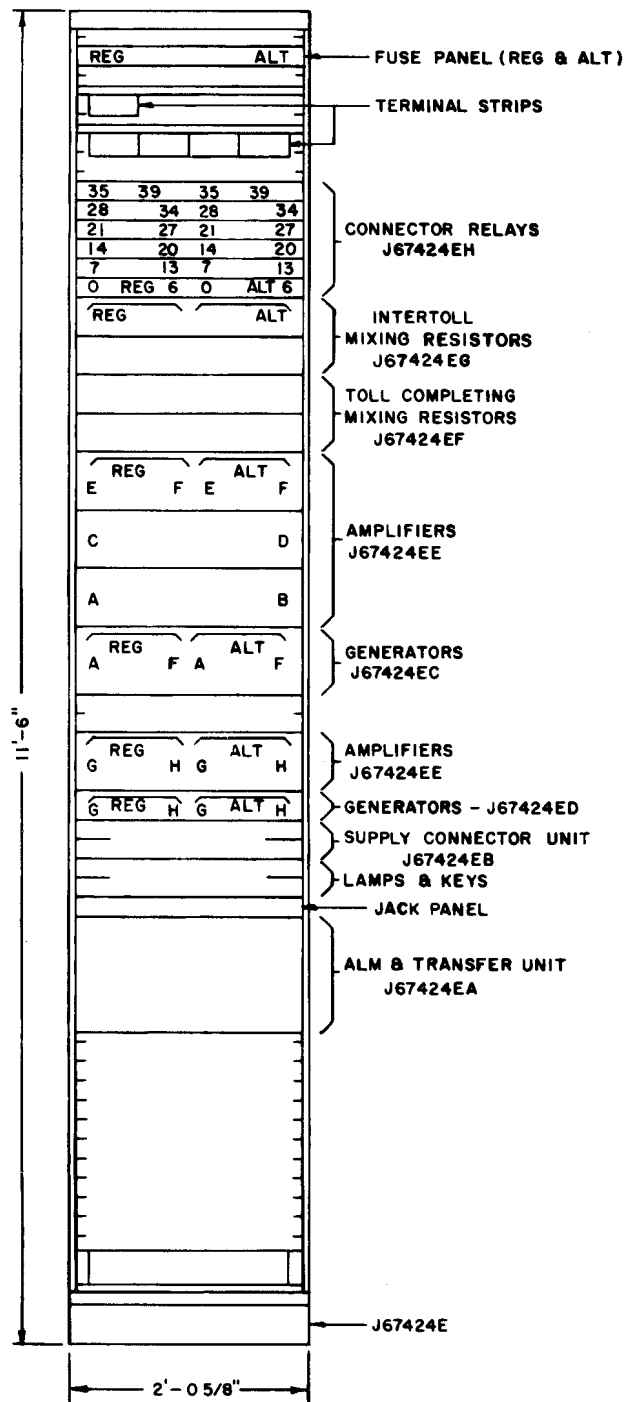 REG ALT
FUSE PANEL (REG & ALT)
TERMINAL STRIPS
35 39 35 39
28 34 28 34
21 27 21 27
14 20 14 20
7 13 7 13
0 REG 6 0 ALT 6
CONNECTOR RELAYS
J67424EH
REG ALT
INTERTOLL
MIXING RESISTORS
J67424EG
TOLL COMPLETING
MIXING RESISTORS
J67424EF
REG ALT
E F E F
C D
A B
AMPLIFIERS
J67424EE
REG ALT
A F A F
GENERATORS
J67424EC
11'-6"
REG ALT
G H G H
AMPLIFIERS
J67424EE
G REG H G ALT H
GENERATORS - J67424ED
SUPPLY CONNECTOR UNIT
J67424EB
LAMPS & KEYS
JACK PANEL
ALM & TRANSFER UNIT
J67424EA
J67424E
2'-0 5/8"